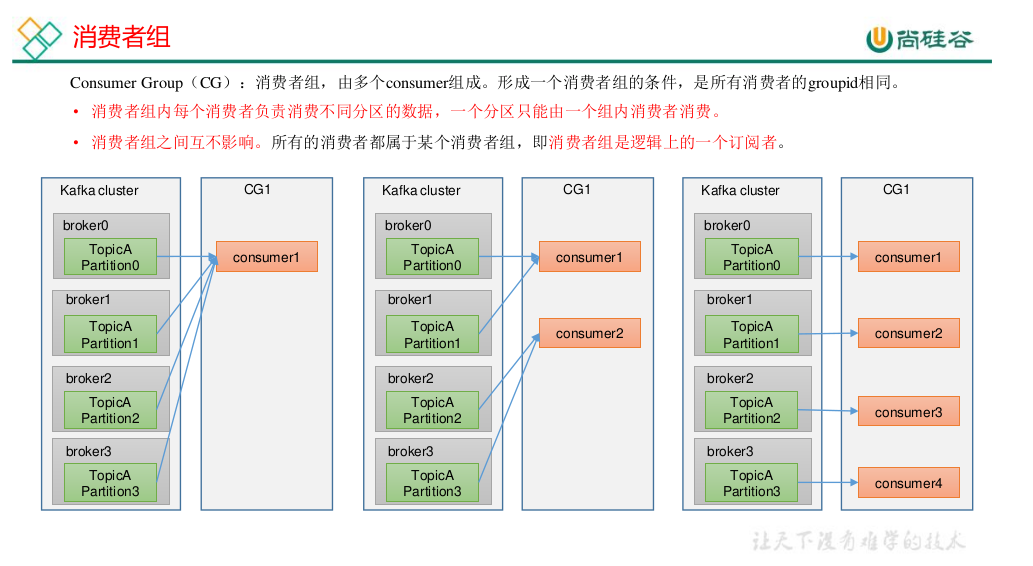 消费者组
尚硅谷
Consumer Group（CG）：消费者组，由多个consumer组成。形成一个消费者组的条件，是所有消费者的groupid相同。
• 消费者组内每个消费者负责消费不同分区的数据，一个分区只能由一个组内消费者消费。
• 消费者组之间互不影响。所有的消费者都属于某个消费者组，即消费者组是逻辑上的一个订阅者。
Kafka cluster
broker0
TopicA
Partition0
broker1
TopicA
Partition1
broker2
TopicA
Partition2
broker3
TopicA
Partition3
CG1
consumer1
Kafka cluster
broker0
TopicA
Partition0
broker1
TopicA
Partition1
broker2
TopicA
Partition2
broker3
TopicA
Partition3
CG1
consumer1
consumer2
Kafka cluster
broker0
TopicA
Partition0
broker1
TopicA
Partition1
broker2
TopicA
Partition2
broker3
TopicA
Partition3
CG1
consumer1
consumer2
consumer3
consumer4
让天下没有难学的技术